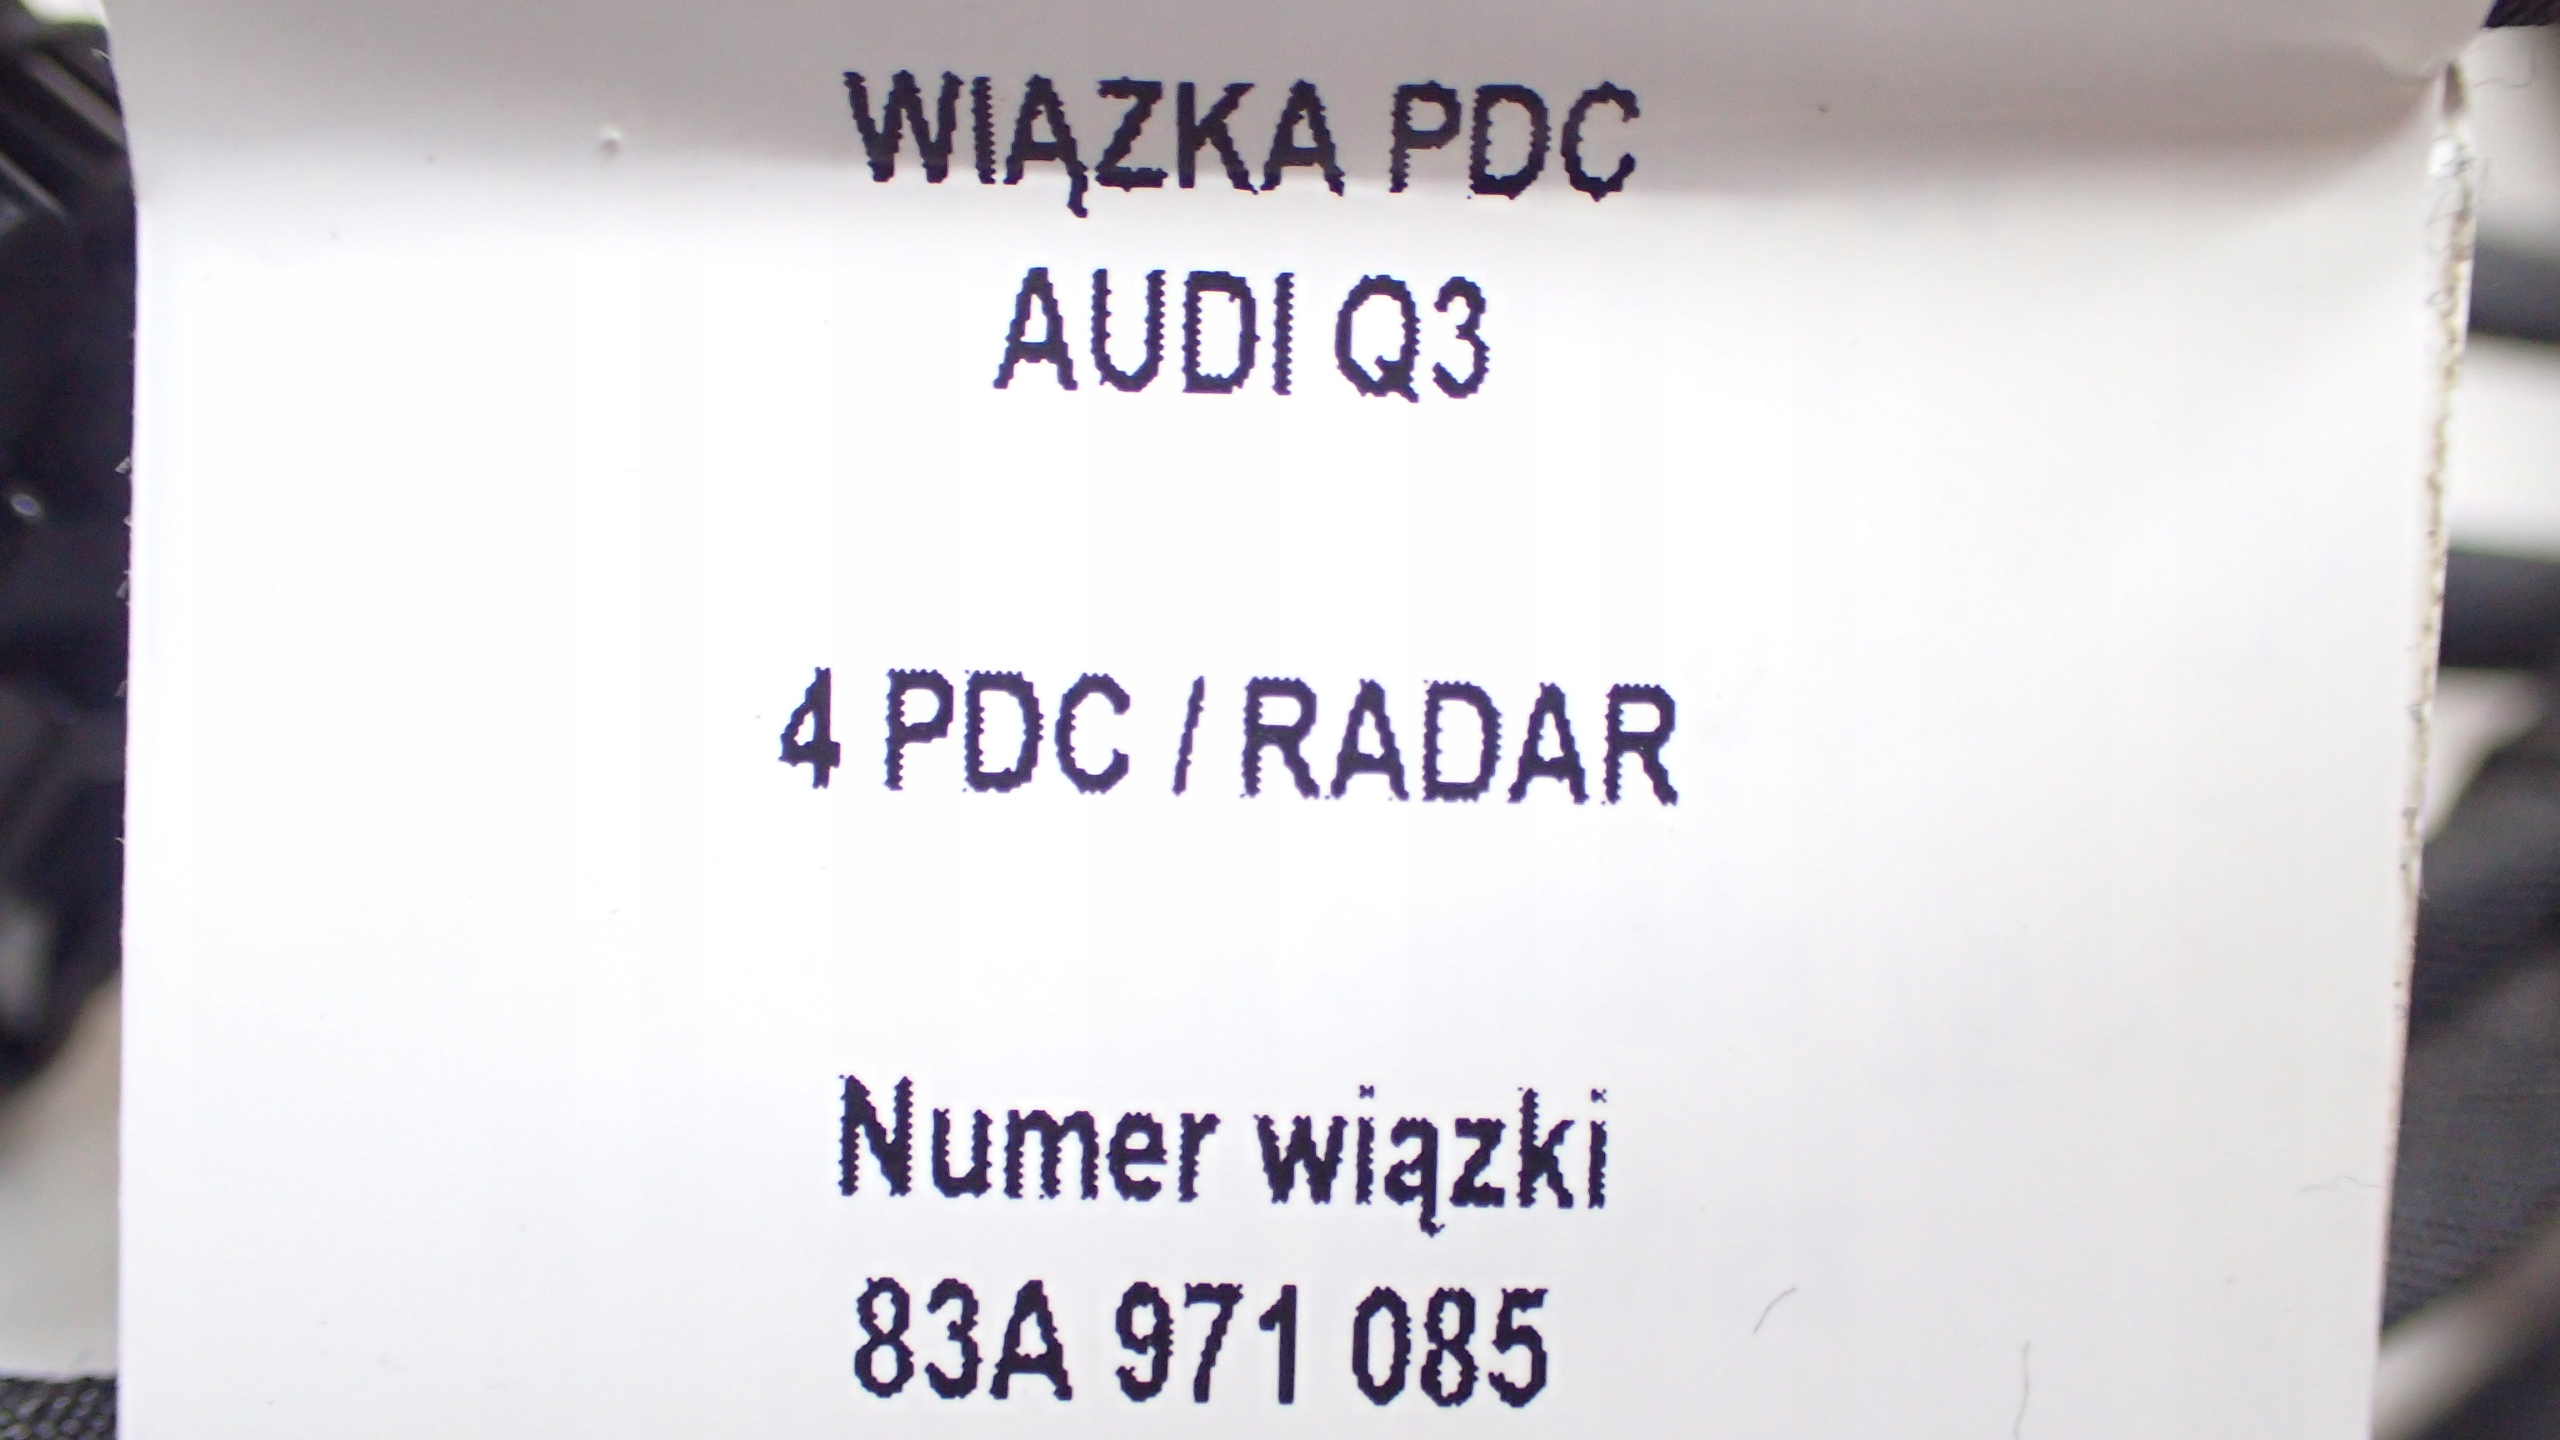 WIĄZKA PDC
AUDI Q3
4 PDC / RADAR
Numer wiązki
83A 971 085